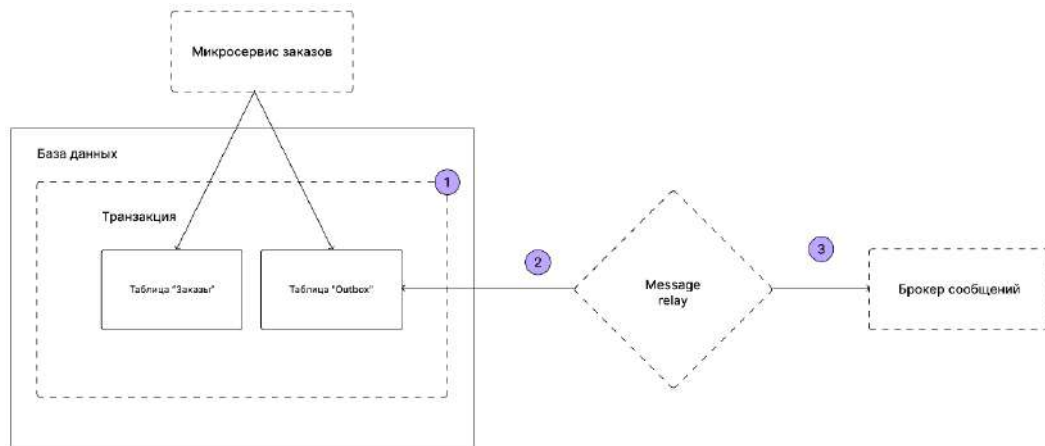 Микросервис заказов
База данных
1
Транзакция
Таблица "Заказы"
Таблица "Outbox"
2
Message
relay
3
Брокер сообщений